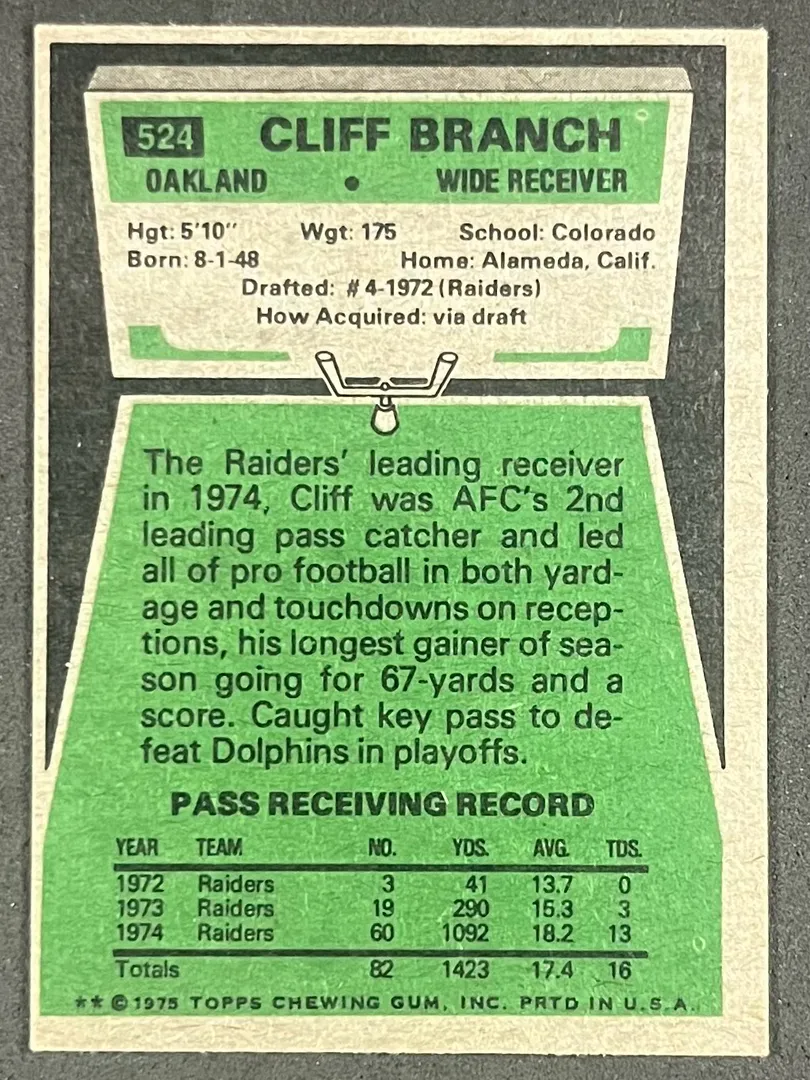 524 CLIFF BRANCH
OAKLAND • WIDE RECEIVER
Hgt: 5'10" Wgt: 175 School: Colorado
Born: 8-1-48 Home: Alameda, Calif.
Drafted: #4-1972 (Raiders)
How Acquired: via draft
The Raiders' leading receiver
in 1974, Cliff was AFC's 2nd
leading pass catcher and led
all of pro football in both yard-
age and touchdowns on recep-
tions, his longest gainer of sea-
son going for 67-yards and a
score. Caught key pass to de-
feat Dolphins in playoffs.
PASS RECEIVING RECORD
YEAR TEAM NO. YDS. AVG. TDS.
1972 Raiders 3 41 13.7 0
1973 Raiders 19 290 15.3 3
1974 Raiders 60 1092 18.2 13
Totals 82 1423 17.4 16
** © 1975 TOPPS CHEWING GUM, INC. PRTD IN U.S.A.